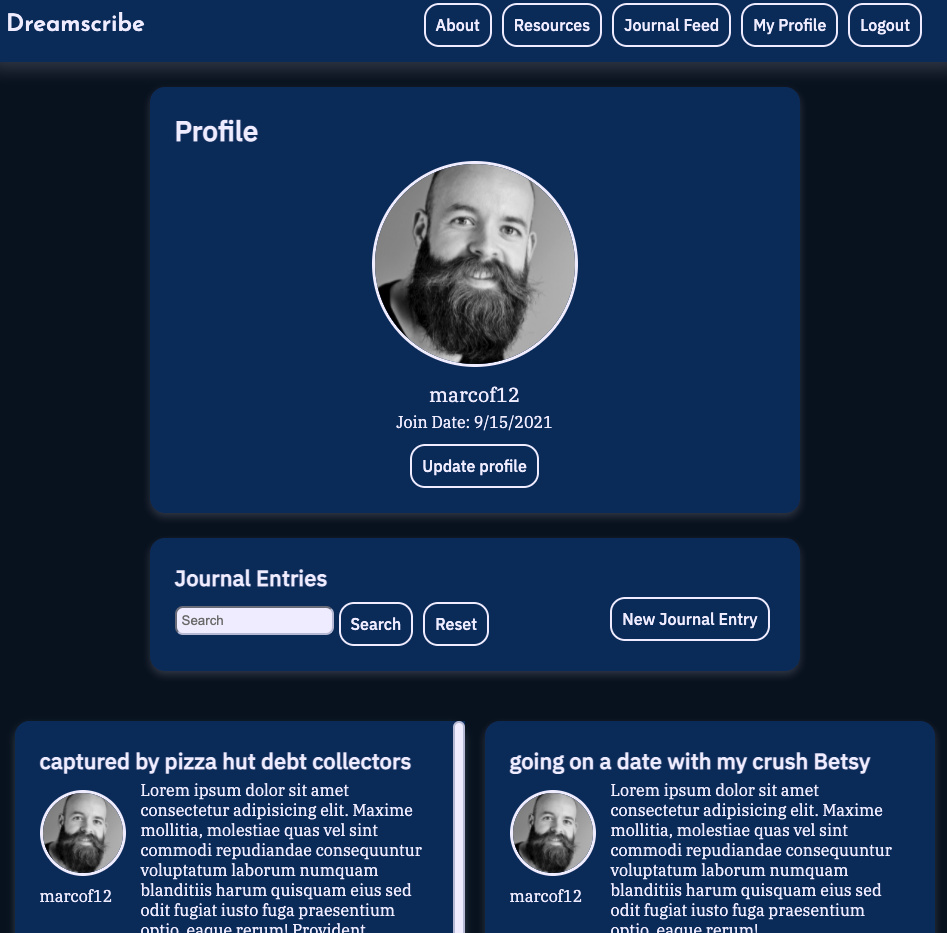 Dreamscribe
About Resources Journal Feed My Profile Logout
Profile
marcof12
Join Date: 9/15/2021
Update profile
Journal Entries
Search Search Reset New Journal Entry
captured by pizza hut debt collectors
Lorem ipsum dolor sit amet
consectetur adipisicing elit. Maxime
mollitia, molestiae quas vel sint
commodi repudiandae consequuntur
voluptatum laborum numquam
blanditiis harum quisquam eius sed
odit fugiat iusto fuga praesentium
optio, eaque rerum! Provident
marcof12
going on a date with my crush Betsy
Lorem ipsum dolor sit amet
consectetur adipisicing elit. Maxime
mollitia, molestiae quas vel sint
commodi repudiandae consequuntur
voluptatum laborum numquam
blanditiis harum quisquam eius sed
odit fugiat iusto fuga praesentium
optio, eaque rerum!
marcof12